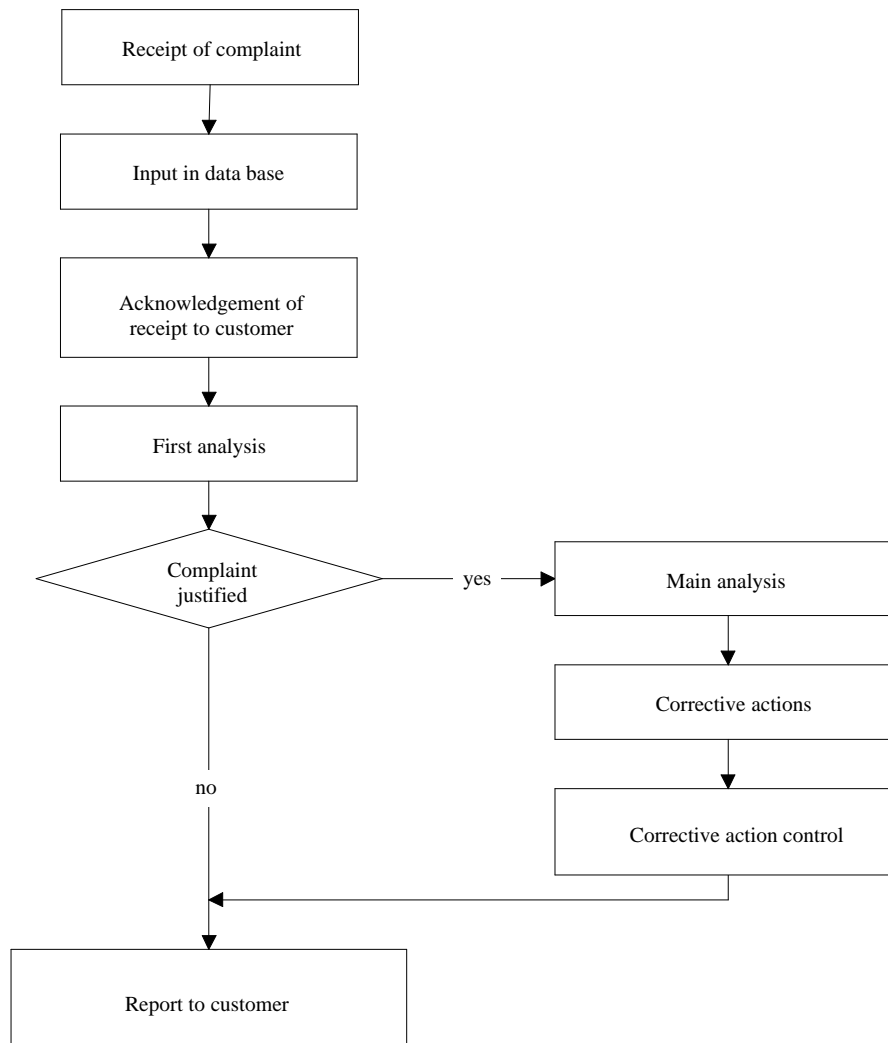 Receipt of complaint
Input in data base
Acknowledgement of
receipt to customer
First analysis
Complaint
justified
yes
Main analysis
Corrective actions
no
Corrective action control
Report to customer